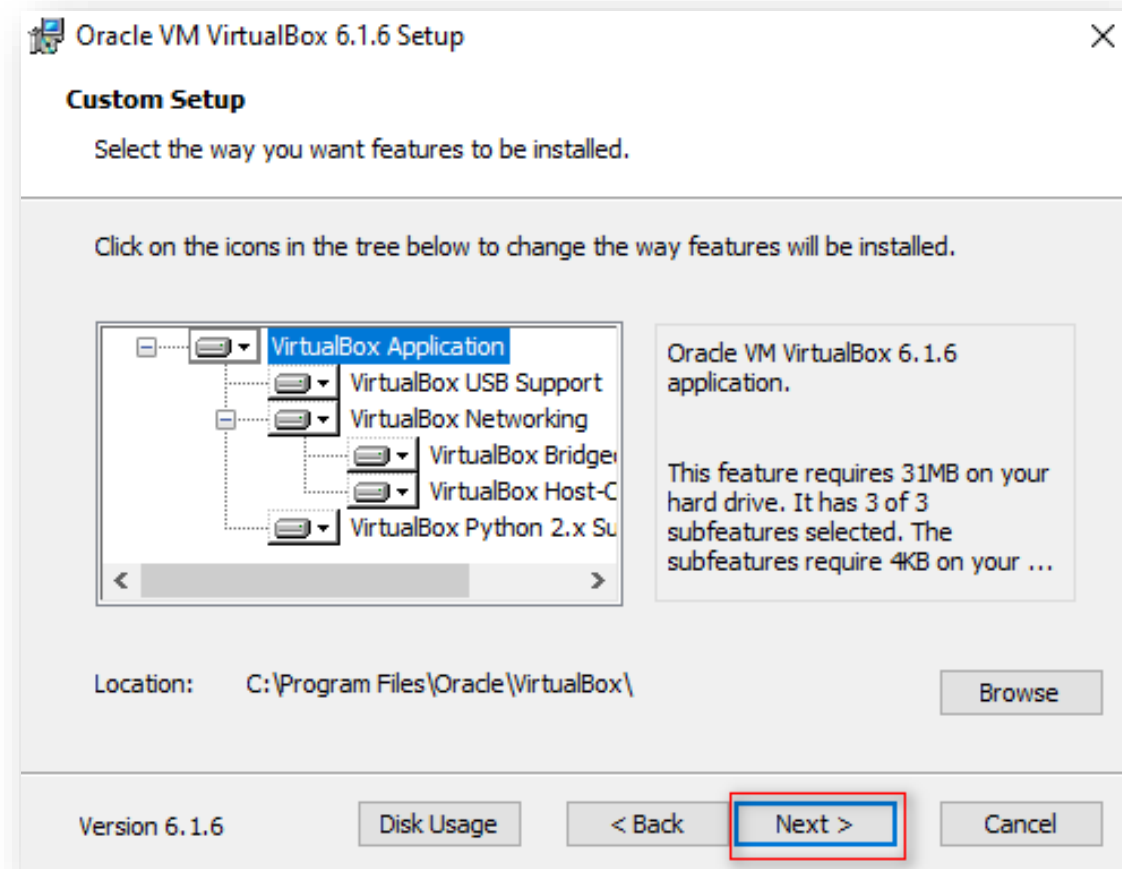 Oracle VM VirtualBox 6.1.6 Setup
Custom Setup
Select the way you want features to be installed.
Click on the icons in the tree below to change the way features will be installed.
VirtualBox Application
VirtualBox USB Support
VirtualBox Networking
VirtualBox Bridge
VirtualBox Host-C
VirtualBox Python 2.x Su
Oracle VM VirtualBox 6.1.6
application.
This feature requires 31MB on your
hard drive. It has 3 of 3
subfeatures selected. The
subfeatures require 4KB on your ...
Location: C:\Program Files\Oracle\VirtualBox\
Browse
Version 6.1.6
Disk Usage
< Back
Next >
Cancel